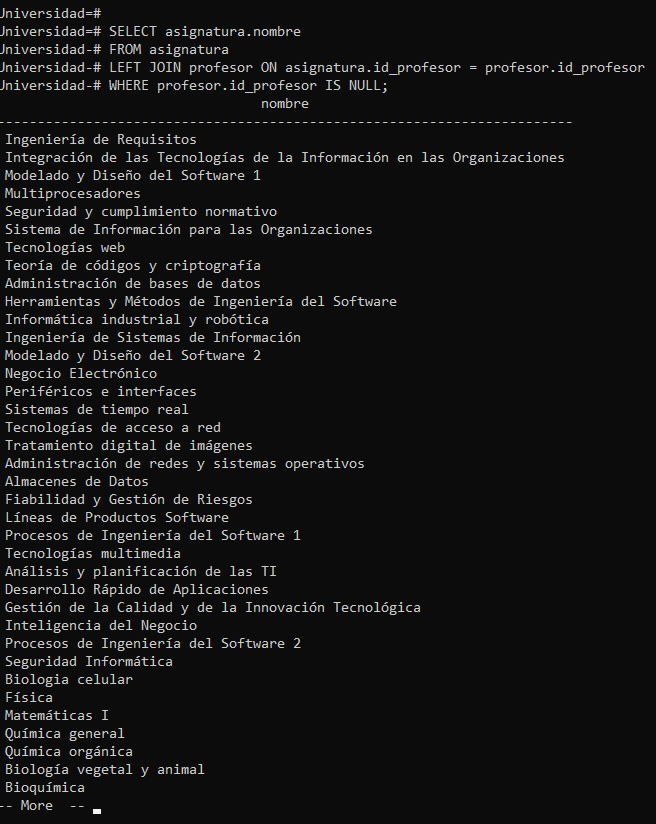 Universidad=#
Universidad=# SELECT asignatura.nombre
Universidad-# FROM asignatura
Universidad-# LEFT JOIN profesor ON asignatura.id_profesor = profesor.id_profesor
Universidad-# WHERE profesor.id_profesor IS NULL;
nombre
-----------------------------------------------------------------------
Ingeniería de Requisitos
Integración de las Tecnologías de la Información en las Organizaciones
Modelado y Diseño del Software 1
Multiprocesadores
Seguridad y cumplimiento normativo
Sistema de Información para las Organizaciones
Tecnologías web
Teoría de códigos y criptografía
Administración de bases de datos
Herramientas y Métodos de Ingeniería del Software
Informática industrial y robótica
Ingeniería de Sistemas de Información
Modelado y Diseño del Software 2
Negocio Electrónico
Periféricos e interfaces
Sistemas de tiempo real
Tecnologías de acceso a red
Tratamiento digital de imágenes
Administración de redes y sistemas operativos
Almacenes de Datos
Fiabilidad y Gestión de Riesgos
Líneas de Productos Software
Procesos de Ingeniería del Software 1
Tecnologías multimedia
Análisis y planificación de las TI
Desarrollo Rápido de Aplicaciones
Gestión de la Calidad y de la Innovación Tecnológica
Inteligencia del Negocio
Procesos de Ingeniería del Software 2
Seguridad Informática
Biologia celular
Física
Matemáticas I
Química general
Química orgánica
Biología vegetal y animal
Bioquímica
-- More  --